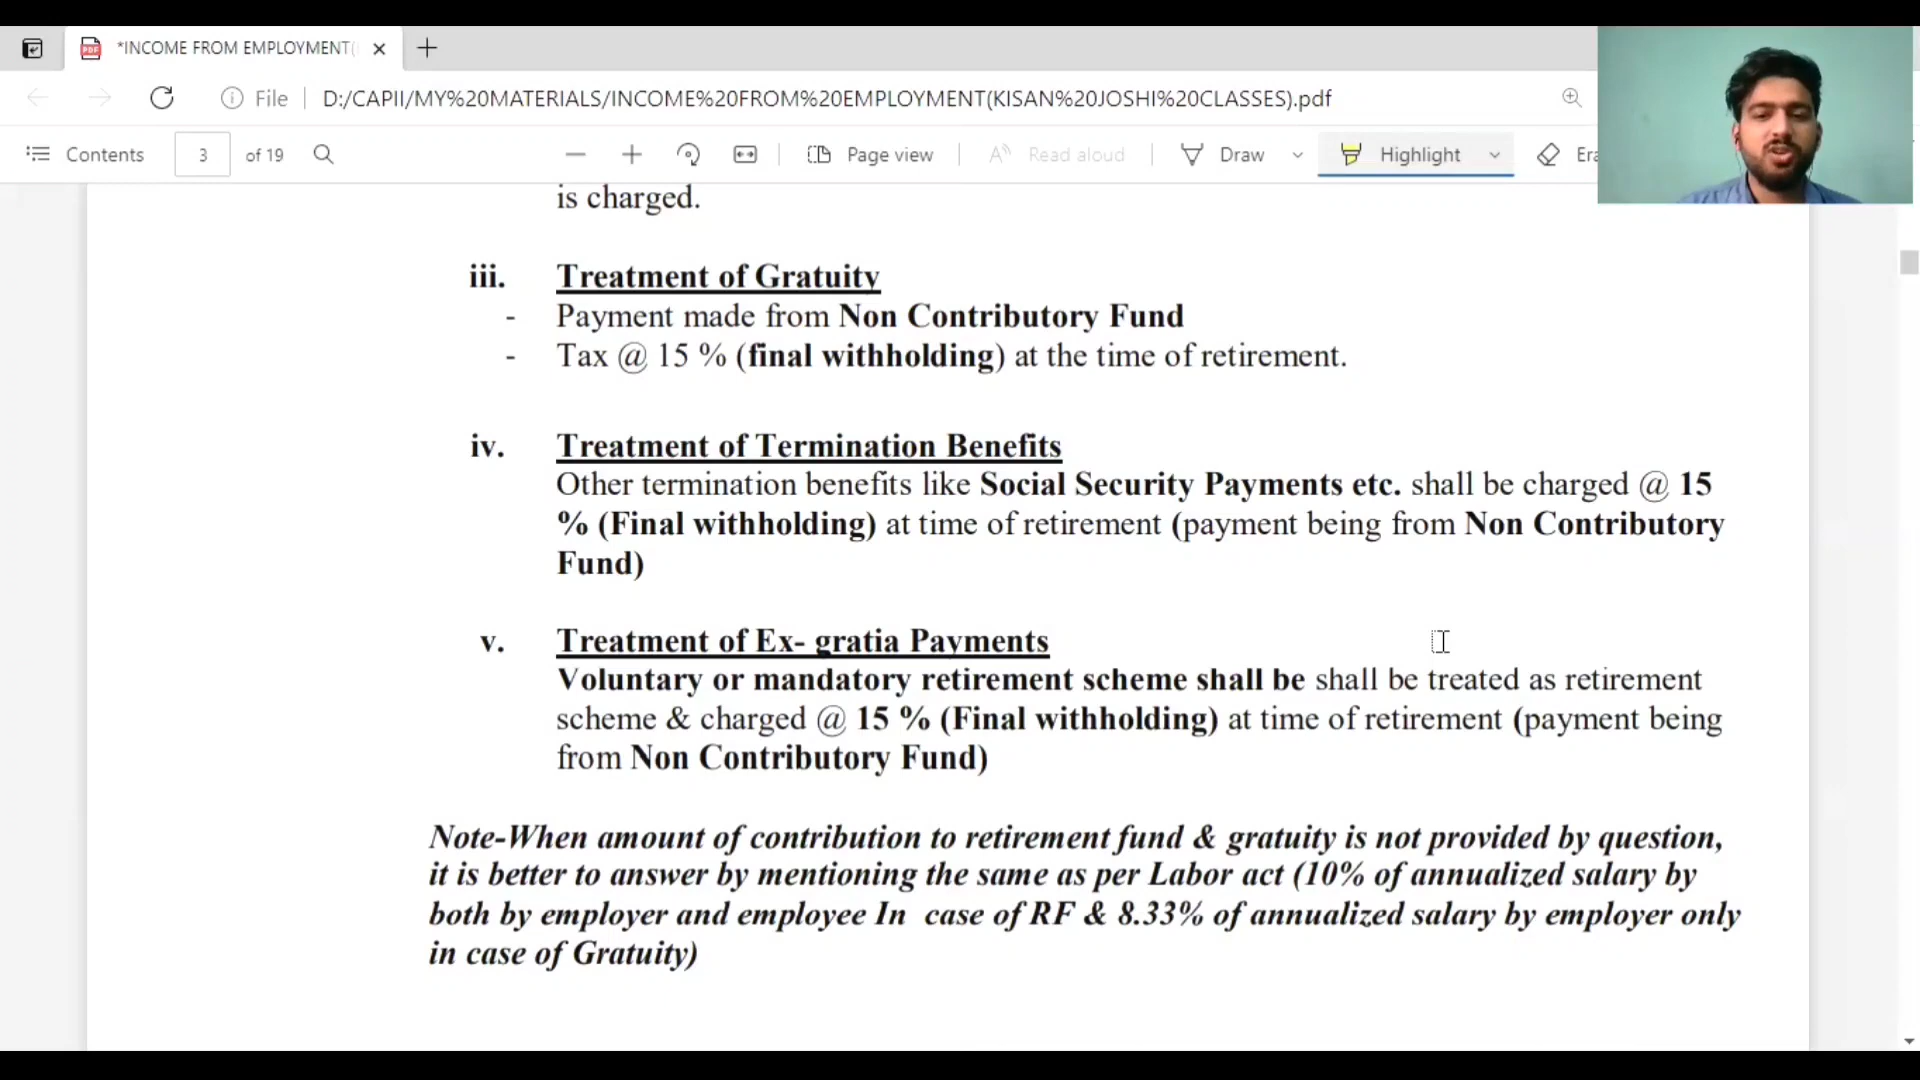 *INCOME FROM EMPLOYMENT(
File
D:/CAPII/MY%20MATERIALS/INCOME%20FROM%20EMPLOYMENT(KISAN%20JOSHI%20CLASSES).pdf
Contents 3 of 19 Page view Read aloud Draw Highlight Era
is charged.
iii. Treatment of Gratuity
- Payment made from Non Contributory Fund
- Tax @ 15 % (final withholding) at the time of retirement.
iv. Treatment of Termination Benefits
Other termination benefits like Social Security Payments etc. shall be charged @ 15
% (Final withholding) at time of retirement (payment being from Non Contributory
Fund)
v. Treatment of Ex- gratia Payments
Voluntary or mandatory retirement scheme shall be shall be treated as retirement
scheme & charged @ 15 % (Final withholding) at time of retirement (payment being
from Non Contributory Fund)
Note-When amount of contribution to retirement fund & gratuity is not provided by question,
it is better to answer by mentioning the same as per Labor act (10% of annualized salary by
both by employer and employee In case of RF & 8.33% of annualized salary by employer only
in case of Gratuity)